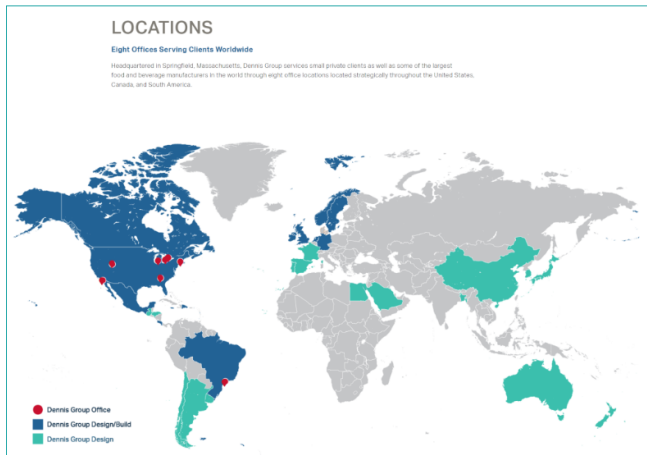 LOCATIONS
Eight Offices Serving Clients Worldwide
Headquartered in Springfield, Massachusetts, Dennis Group services small private clients as well as some of the largest
food and beverage manufacturers in the world through eight office locations located strategically throughout the United States,
Canada, and South America.
Dennis Group Office
Dennis Group Design/Build
Dennis Group Design